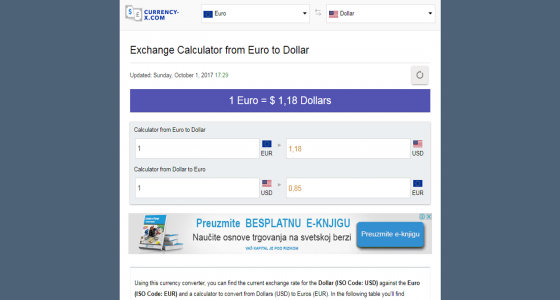 S E CURRENCY-
X.COM
Euro
Dollar
Exchange Calculator from Euro to Dollar
Updated: Sunday, October 1, 2017 17:29
1 Euro = $ 1,18 Dollars
Calculator from Euro to Dollar
1 EUR = 1,18 USD
Calculator from Dollar to Euro
1 USD = 0,85 EUR
Preuzmite BESPLATNU E-KNJIGU
Naučite osnove trgovanja na svetskoj berzi
VAŠ KAPITAL JE POD RIZIKOM
Preuzmite e-knjigu
Using this currency converter, you can find the current exchange rate for the Dollar (ISO Code: USD) against the Euro
(ISO Code: EUR) and a calculator to convert from Dollars (USD) to Euros (EUR). In the following table you'll find